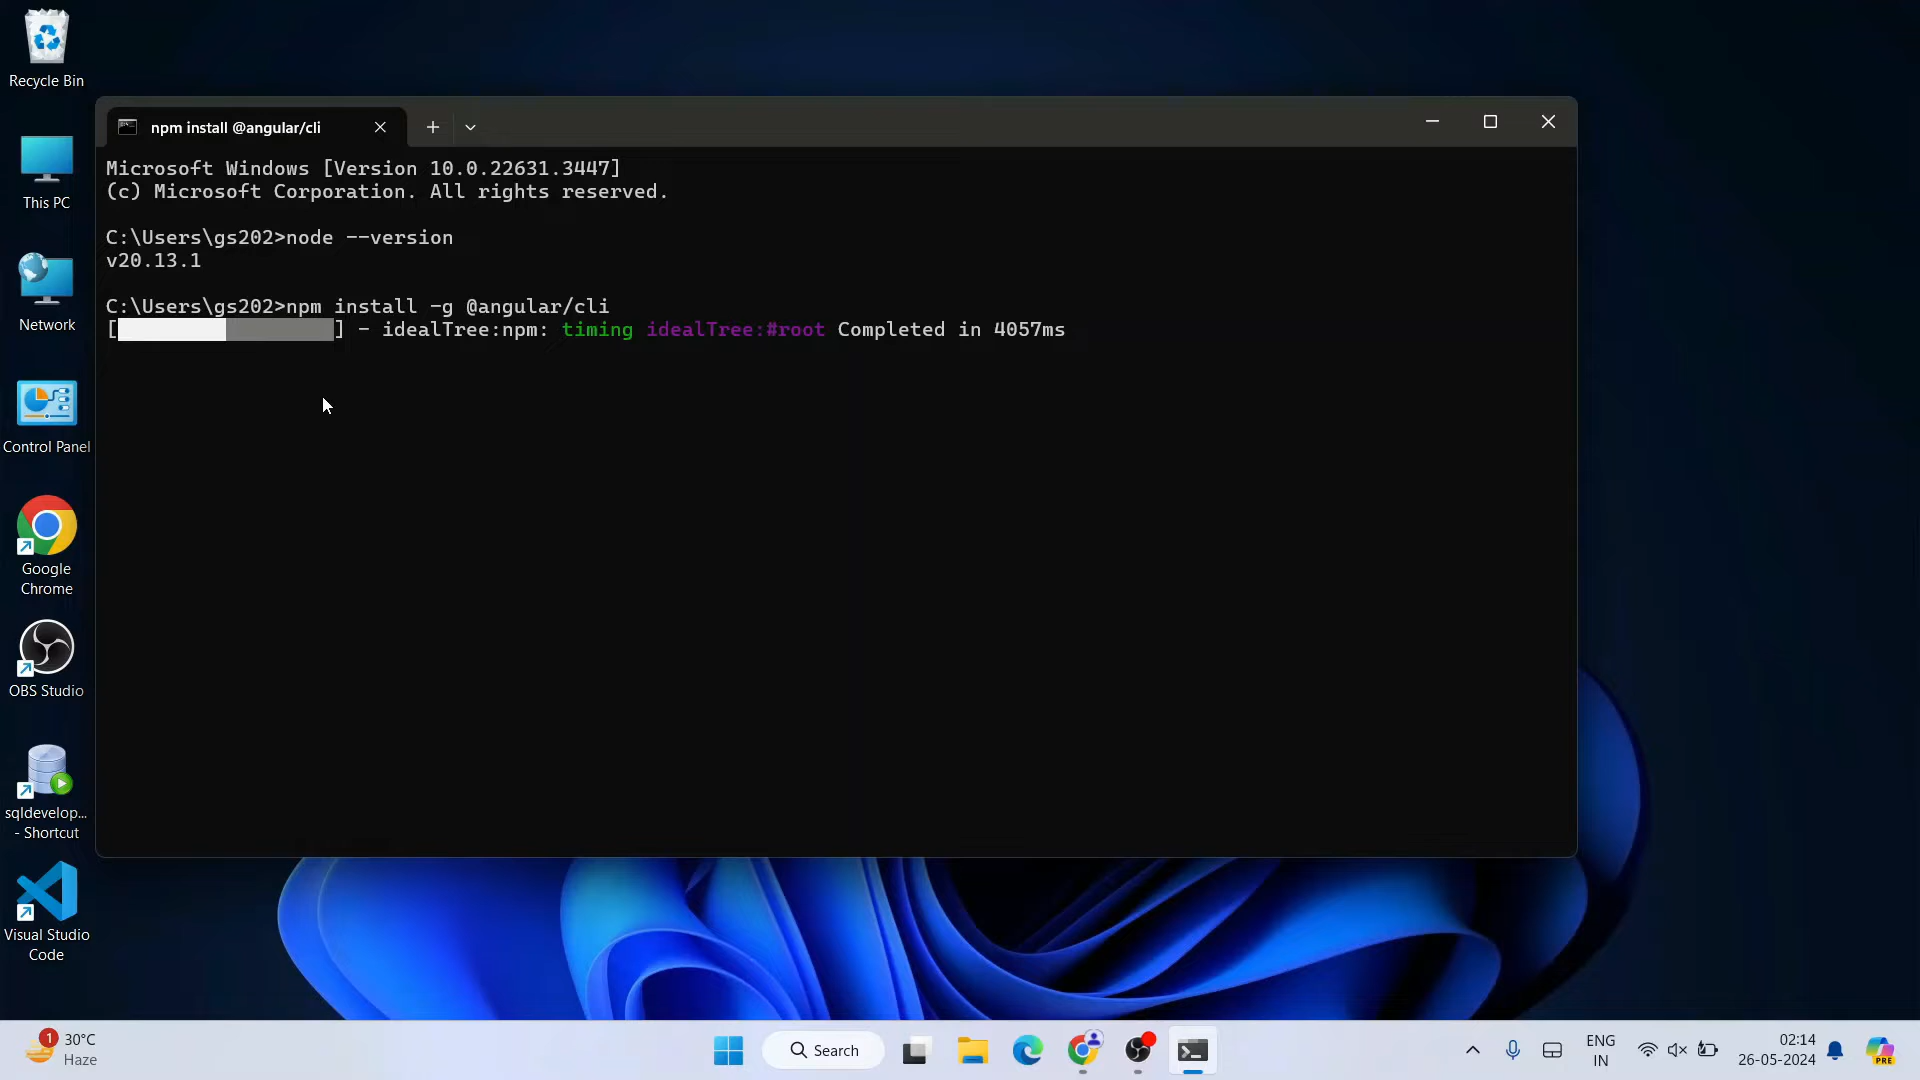 Recycle Bin
This PC
Network
Control Panel
Google
Chrome
OBS Studio
sqldevelop...
- Shortcut
Visual Studio
Code
npm install @angular/cli
Microsoft Windows [Version 10.0.22631.3447]
(c) Microsoft Corporation. All rights reserved.
C:\Users\gs202>node --version
v20.13.1
C:\Users\gs202>npm install -g @angular/cli
[                  ] - idealTree:npm: timing idealTree:#root Completed in 4057ms
1
30°C
Haze
Search
ENG
IN
02:14
26-05-2024
PRE